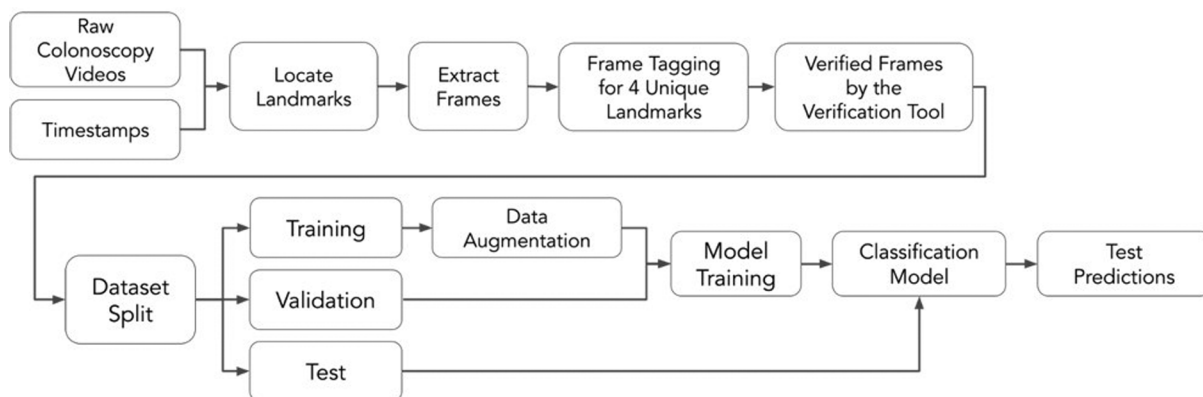 Raw
Colonoscopy
Videos
Timestamps
Locate
Landmarks
Extract
Frames
Frame Tagging
for 4 Unique
Landmarks
Verified Frames
by the
Verification Tool
Dataset
Split
Training
Validation
Test
Data
Augmentation
Model
Training
Classification
Model
Test
Predictions